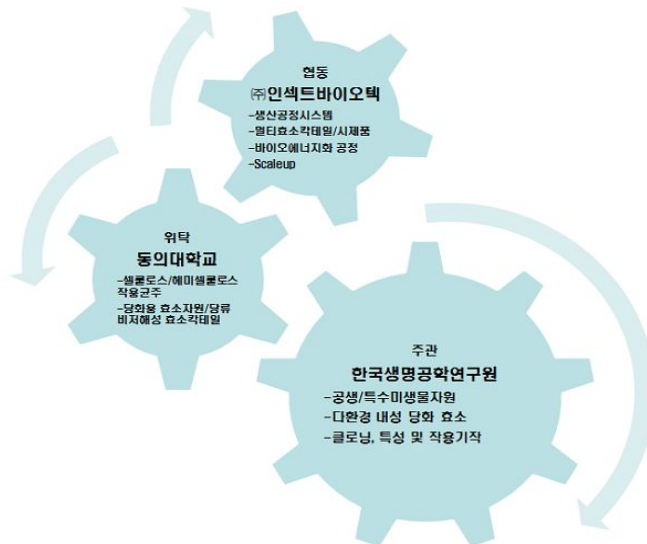 협동
㈜인섹트바이오텍
-생산공정시스템
-멀티효소칵테일/시제품
-바이오에너지화 공정
-Scaleup
위탁
동의대학교
-셀룰로스/헤미셀룰로스
작용균주
-당화용 효소자원/당류
비저해성 효소칵테일
주관
한국생명공학연구원
-공생/특수미생물자원
-다환경 내성 당화 효소
-클로닝, 특성 및 작용기작